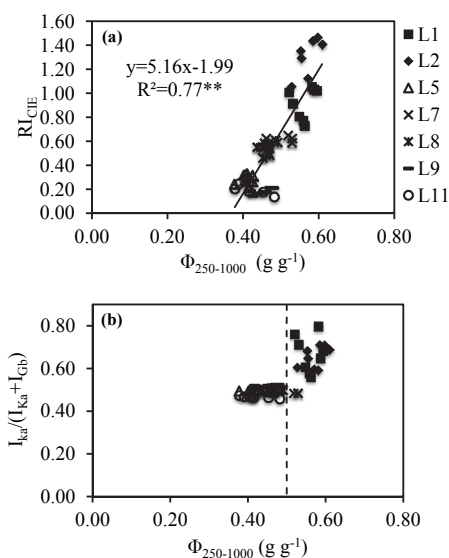 1.60
1.40
1.20
1.00
0.80
0.60
0.40
0.20
0.00
RI_CIE
(a)
y=5.16x-1.99
R²=0.77**
0.00 0.20 0.40 0.60 0.80
Φ250-1000 (g g-1)
L1
L2
L5
L7
L8
L9
L11
(b)
0.80
0.60
0.40
0.20
0.00
Ika/(IKa+IGb)
0.00 0.20 0.40 0.60 0.80
Φ250-1000 (g g-1)